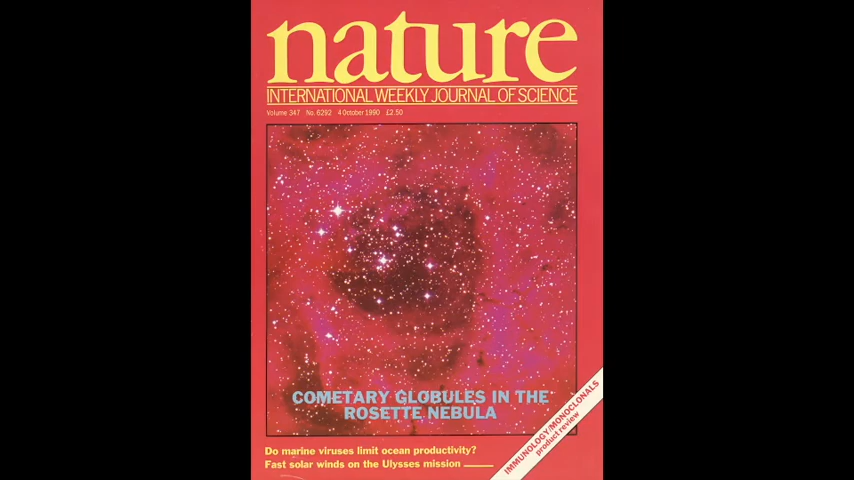 nature
INTERNATIONAL WEEKLY JOURNAL OF SCIENCE
Volume 347 No. 6292 4 October 1990 £2.50
COMETARY GLOBULES IN THE
ROSETTE NEBULA
IMMUNOLOGY/MONOCLONALS
product review
Do marine viruses limit ocean productivity?
Fast solar winds on the Ulysses mission